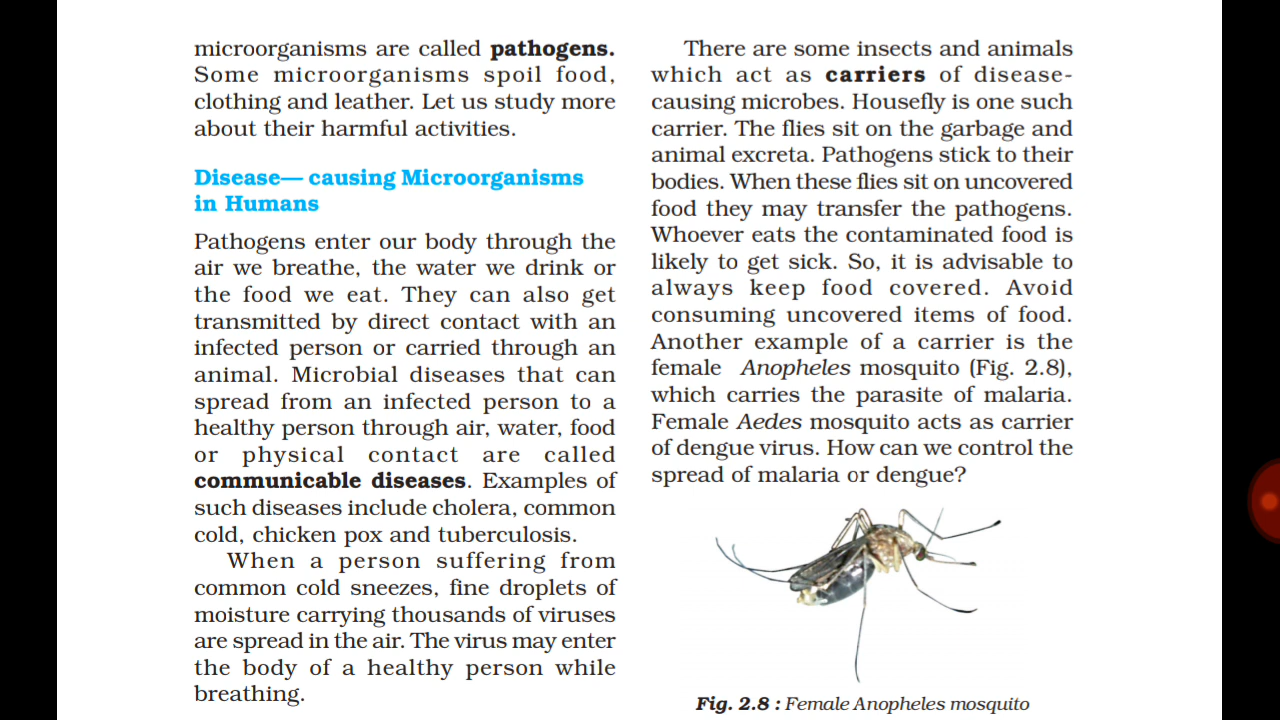 microorganisms are called pathogens.
Some microorganisms spoil food,
clothing and leather. Let us study more
about their harmful activities.
Disease— causing Microorganisms
in Humans
Pathogens enter our body through the
air we breathe, the water we drink or
the food we eat. They can also get
transmitted by direct contact with an
infected person or carried through an
animal. Microbial diseases that can
spread from an infected person to a
healthy person through air, water, food
or physical contact are called
communicable diseases. Examples of
such diseases include cholera, common
cold, chicken pox and tuberculosis.
When a person suffering from
common cold sneezes, fine droplets of
moisture carrying thousands of viruses
are spread in the air. The virus may enter
the body of a healthy person while
breathing.
There are some insects and animals
which act as carriers of disease-
causing microbes. Housefly is one such
carrier. The flies sit on the garbage and
animal excreta. Pathogens stick to their
bodies. When these flies sit on uncovered
food they may transfer the pathogens.
Whoever eats the contaminated food is
likely to get sick. So, it is advisable to
always keep food covered. Avoid
consuming uncovered items of food.
Another example of a carrier is the
female Anopheles mosquito (Fig. 2.8),
which carries the parasite of malaria.
Female Aedes mosquito acts as carrier
of dengue virus. How can we control the
spread of malaria or dengue?
Fig. 2.8 : Female Anopheles mosquito